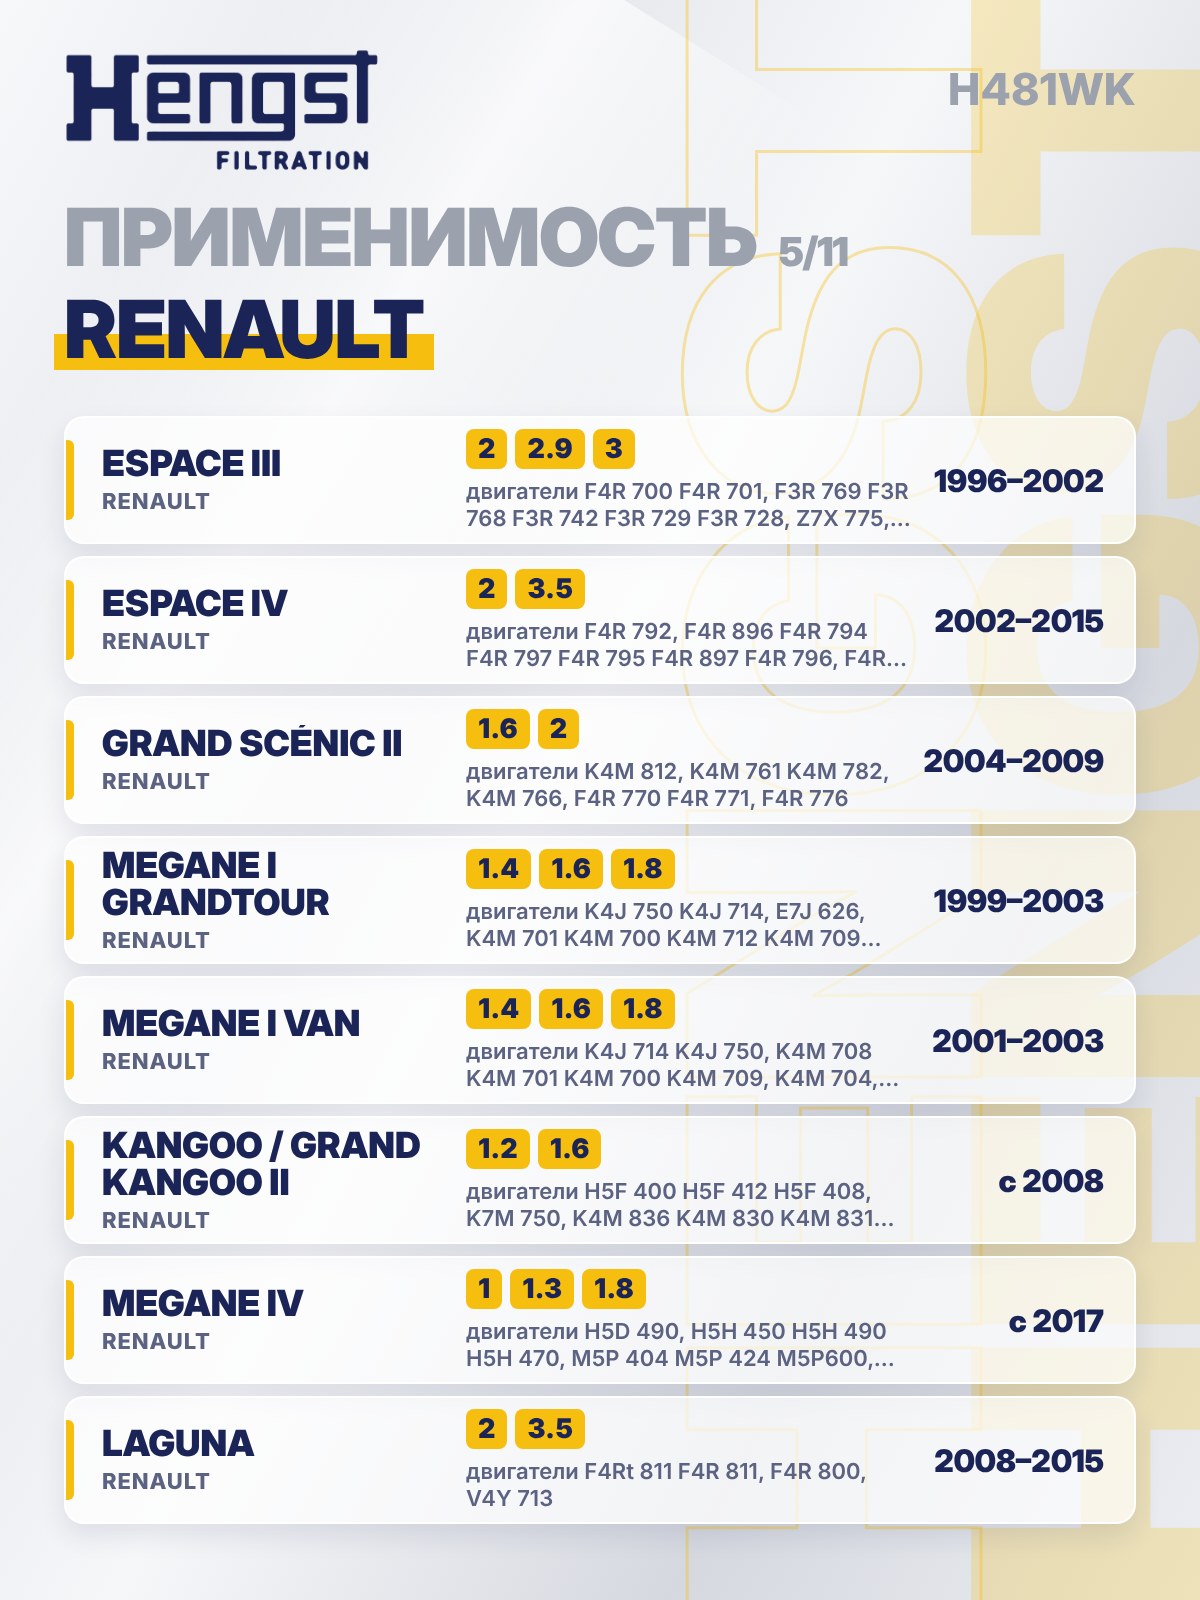 Hengst
FILTRATION
H481WK
ПРИМЕНИМОСТЬ 5/11
RENAULT
ESPACE III
RENAULT
2 2.9 3
двигатели F4R 700 F4R 701, F3R 769 F3R
768 F3R 742 F3R 729 F3R 728, Z7X 775,...
1996–2002
ESPACE IV
RENAULT
2 3.5
двигатели F4R 792, F4R 896 F4R 794
F4R 797 F4R 795 F4R 897 F4R 796, F4R...
2002–2015
GRAND SCÉNIC II
RENAULT
1.6 2
двигатели K4M 812, K4M 761 K4M 782,
K4M 766, F4R 770 F4R 771, F4R 776
2004–2009
MEGANE I
GRANDTOUR
RENAULT
1.4 1.6 1.8
двигатели K4J 750 K4J 714, E7J 626,
K4M 701 K4M 700 K4M 712 K4M 709...
1999–2003
MEGANE I VAN
RENAULT
1.4 1.6 1.8
двигатели K4J 714 K4J 750, K4M 708
K4M 701 K4M 700 K4M 709, K4M 704,...
2001–2003
KANGOO / GRAND
KANGOO II
RENAULT
1.2 1.6
двигатели H5F 400 H5F 412 H5F 408,
K7M 750, K4M 836 K4M 830 K4M 831...
с 2008
MEGANE IV
RENAULT
1 1.3 1.8
двигатели H5D 490, H5H 450 H5H 490
H5H 470, M5P 404 M5P 424 M5P600,...
с 2017
LAGUNA
RENAULT
2 3.5
двигатели F4Rt 811 F4R 811, F4R 800,
V4Y 713
2008–2015
HENGST
HENGST